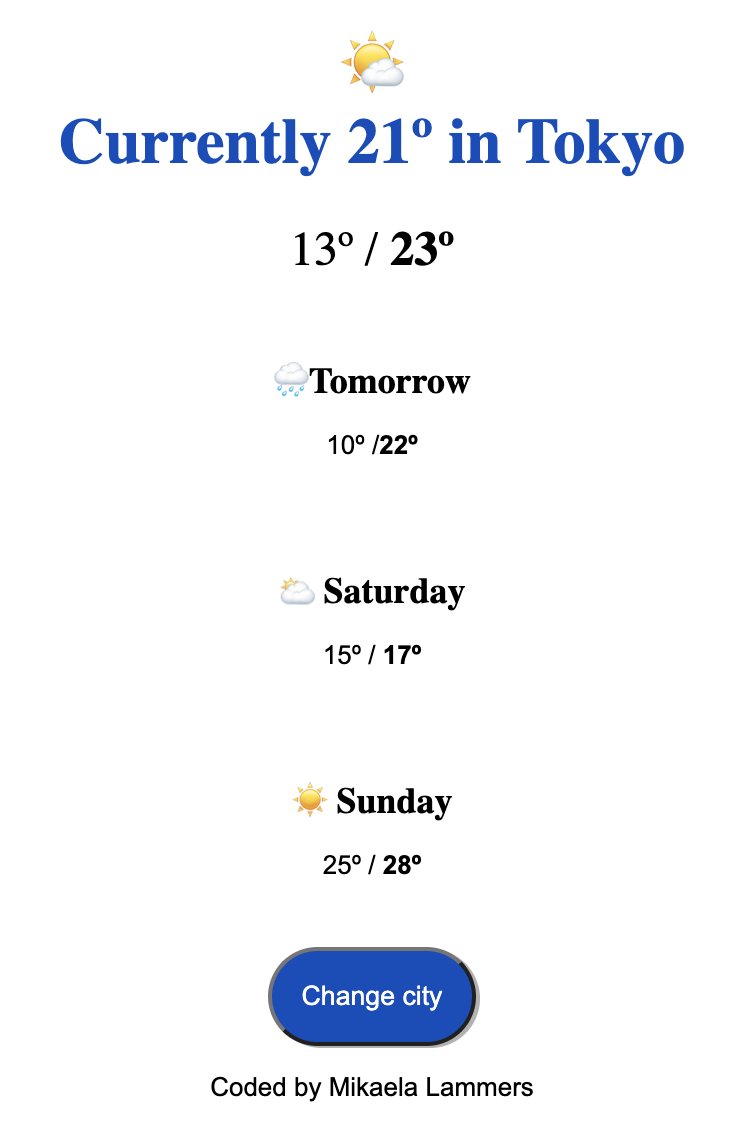 Currently 21º in Tokyo
13º / 23º
Tomorrow
10º /22º
Saturday
15º / 17º
Sunday
25º / 28º
Change city
Coded by Mikaela Lammers